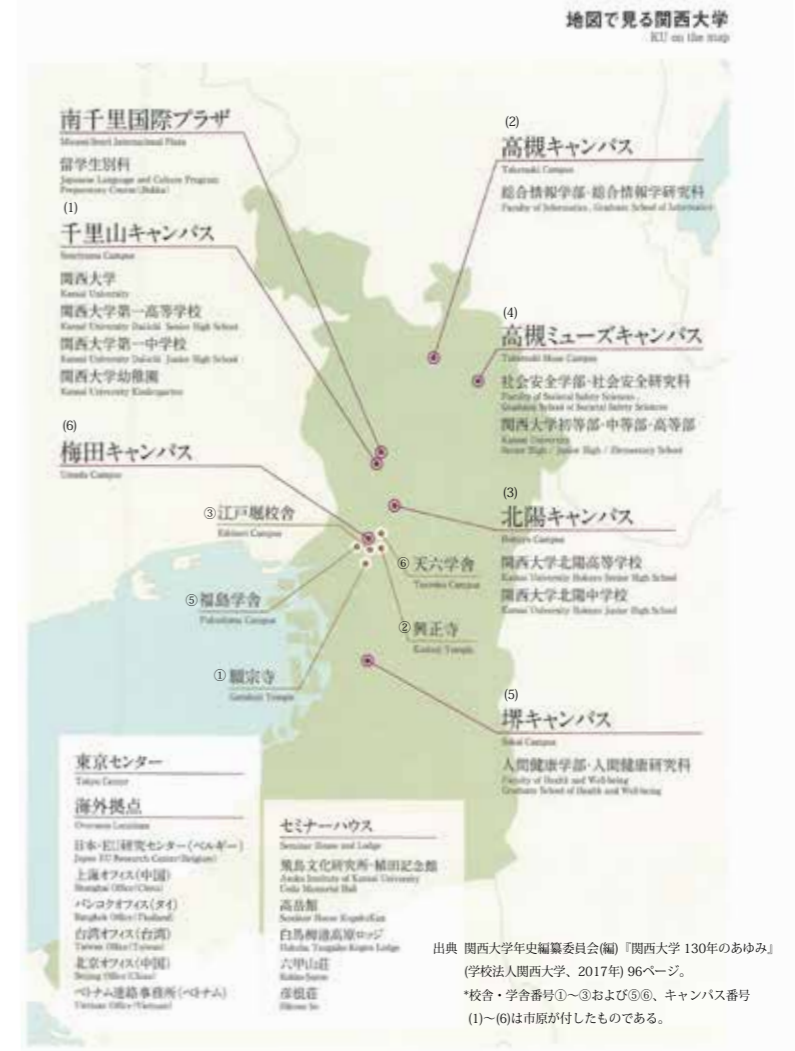 地図で見る関西大学
KU on the map
南千里国際プラザ
Minami-Senri International Plaza
留学生別科
Japanese Language and Culture Program
Preparatory Course (Bekka)
(1)
千里山キャンパス
Senriyama Campus
関西大学
Kansai University
関西大学第一高等学校
Kansai University Daiichi Senior High School
関西大学第一中学校
Kansai University Daiichi Junior High School
関西大学幼稚園
Kansai University Kindergarten
(6)
梅田キャンパス
Umeda Campus
(2)
高槻キャンパス
Takatsuki Campus
総合情報学部・総合情報学研究科
Faculty of Informatics, Graduate School of Informatics
(4)
高槻ミューズキャンパス
Takatsuki Muse Campus
社会安全学部・社会安全研究科
Faculty of Societal Safety Sciences,
Graduate School of Societal Safety Sciences
関西大学初等部・中等部・高等部
Kansai University
Senior High / Junior High / Elementary School
(3)
北陽キャンパス
Hokuyo Campus
関西大学北陽高等学校
Kansai University Hokuyo Senior High School
関西大学北陽中学校
Kansai University Hokuyo Junior High School
(5)
堺キャンパス
Sakai Campus
人間健康学部・人間健康研究科
Faculty of Health and Well-being
Graduate School of Health and Well-being
③江戸堀校舎
Edobori Campus
⑥天六学舎
Tenroku Campus
⑤福島学舎
Fukushima Campus
②興正寺
Koshoji Temple
①願宗寺
Ganshuji Temple
東京センター
Tokyo Center
海外拠点
Overseas Locations
日本・EU研究センター(ベルギー)
Japan-EU Research Center (Belgium)
上海オフィス(中国)
Shanghai Office (China)
バンコクオフィス(タイ)
Bangkok Office (Thailand)
台湾オフィス(台湾)
Taiwan Office (Taiwan)
北京オフィス(中国)
Beijing Office (China)
ベトナム連絡事務所(ベトナム)
Vietnam Office (Vietnam)
セミナーハウス
Seminar House and Lodge
飛鳥文化研究所・植田記念館
Asuka Institute of Kansai University
Ueda Memorial Hall
高岳館
Seminar House Kogakukan
白馬栂池高原ロッジ
Hakuba Tsugaike Kogen Lodge
六甲山荘
Rokko Sanso
彦根荘
Hikone So
出典 関西大学年史編纂委員会(編)『関西大学 130年のあゆみ』
(学校法人関西大学、2017年) 96ページ。
*校舎・学舎番号①～③および⑤⑥、キャンパス番号
(1)～(6)は市原が付したものである。